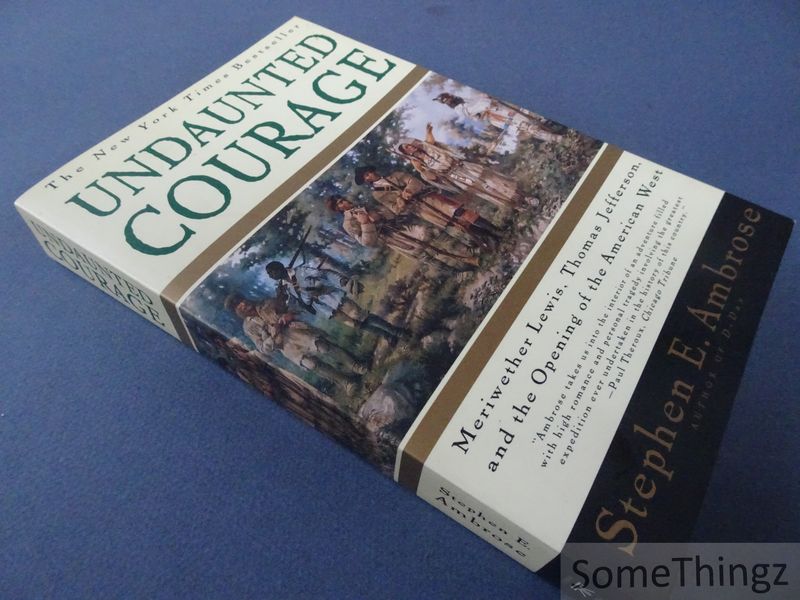 The New York Times Bestseller
UNDAUNTED
COURAGE
Meriwether Lewis, Thomas Jefferson,
and the Opening of the American West
"Ambrose takes us into the interior of an adventure filled
with high romance and personal tragedy involving the greatest
expedition ever undertaken in the history of this country."
—Paul Theroux, Chicago Tribune
Stephen E. Ambrose
AUTHOR OF D-DAY
UNDAUNTED
COURAGE
Stephen E.
Ambrose
SomeThingz